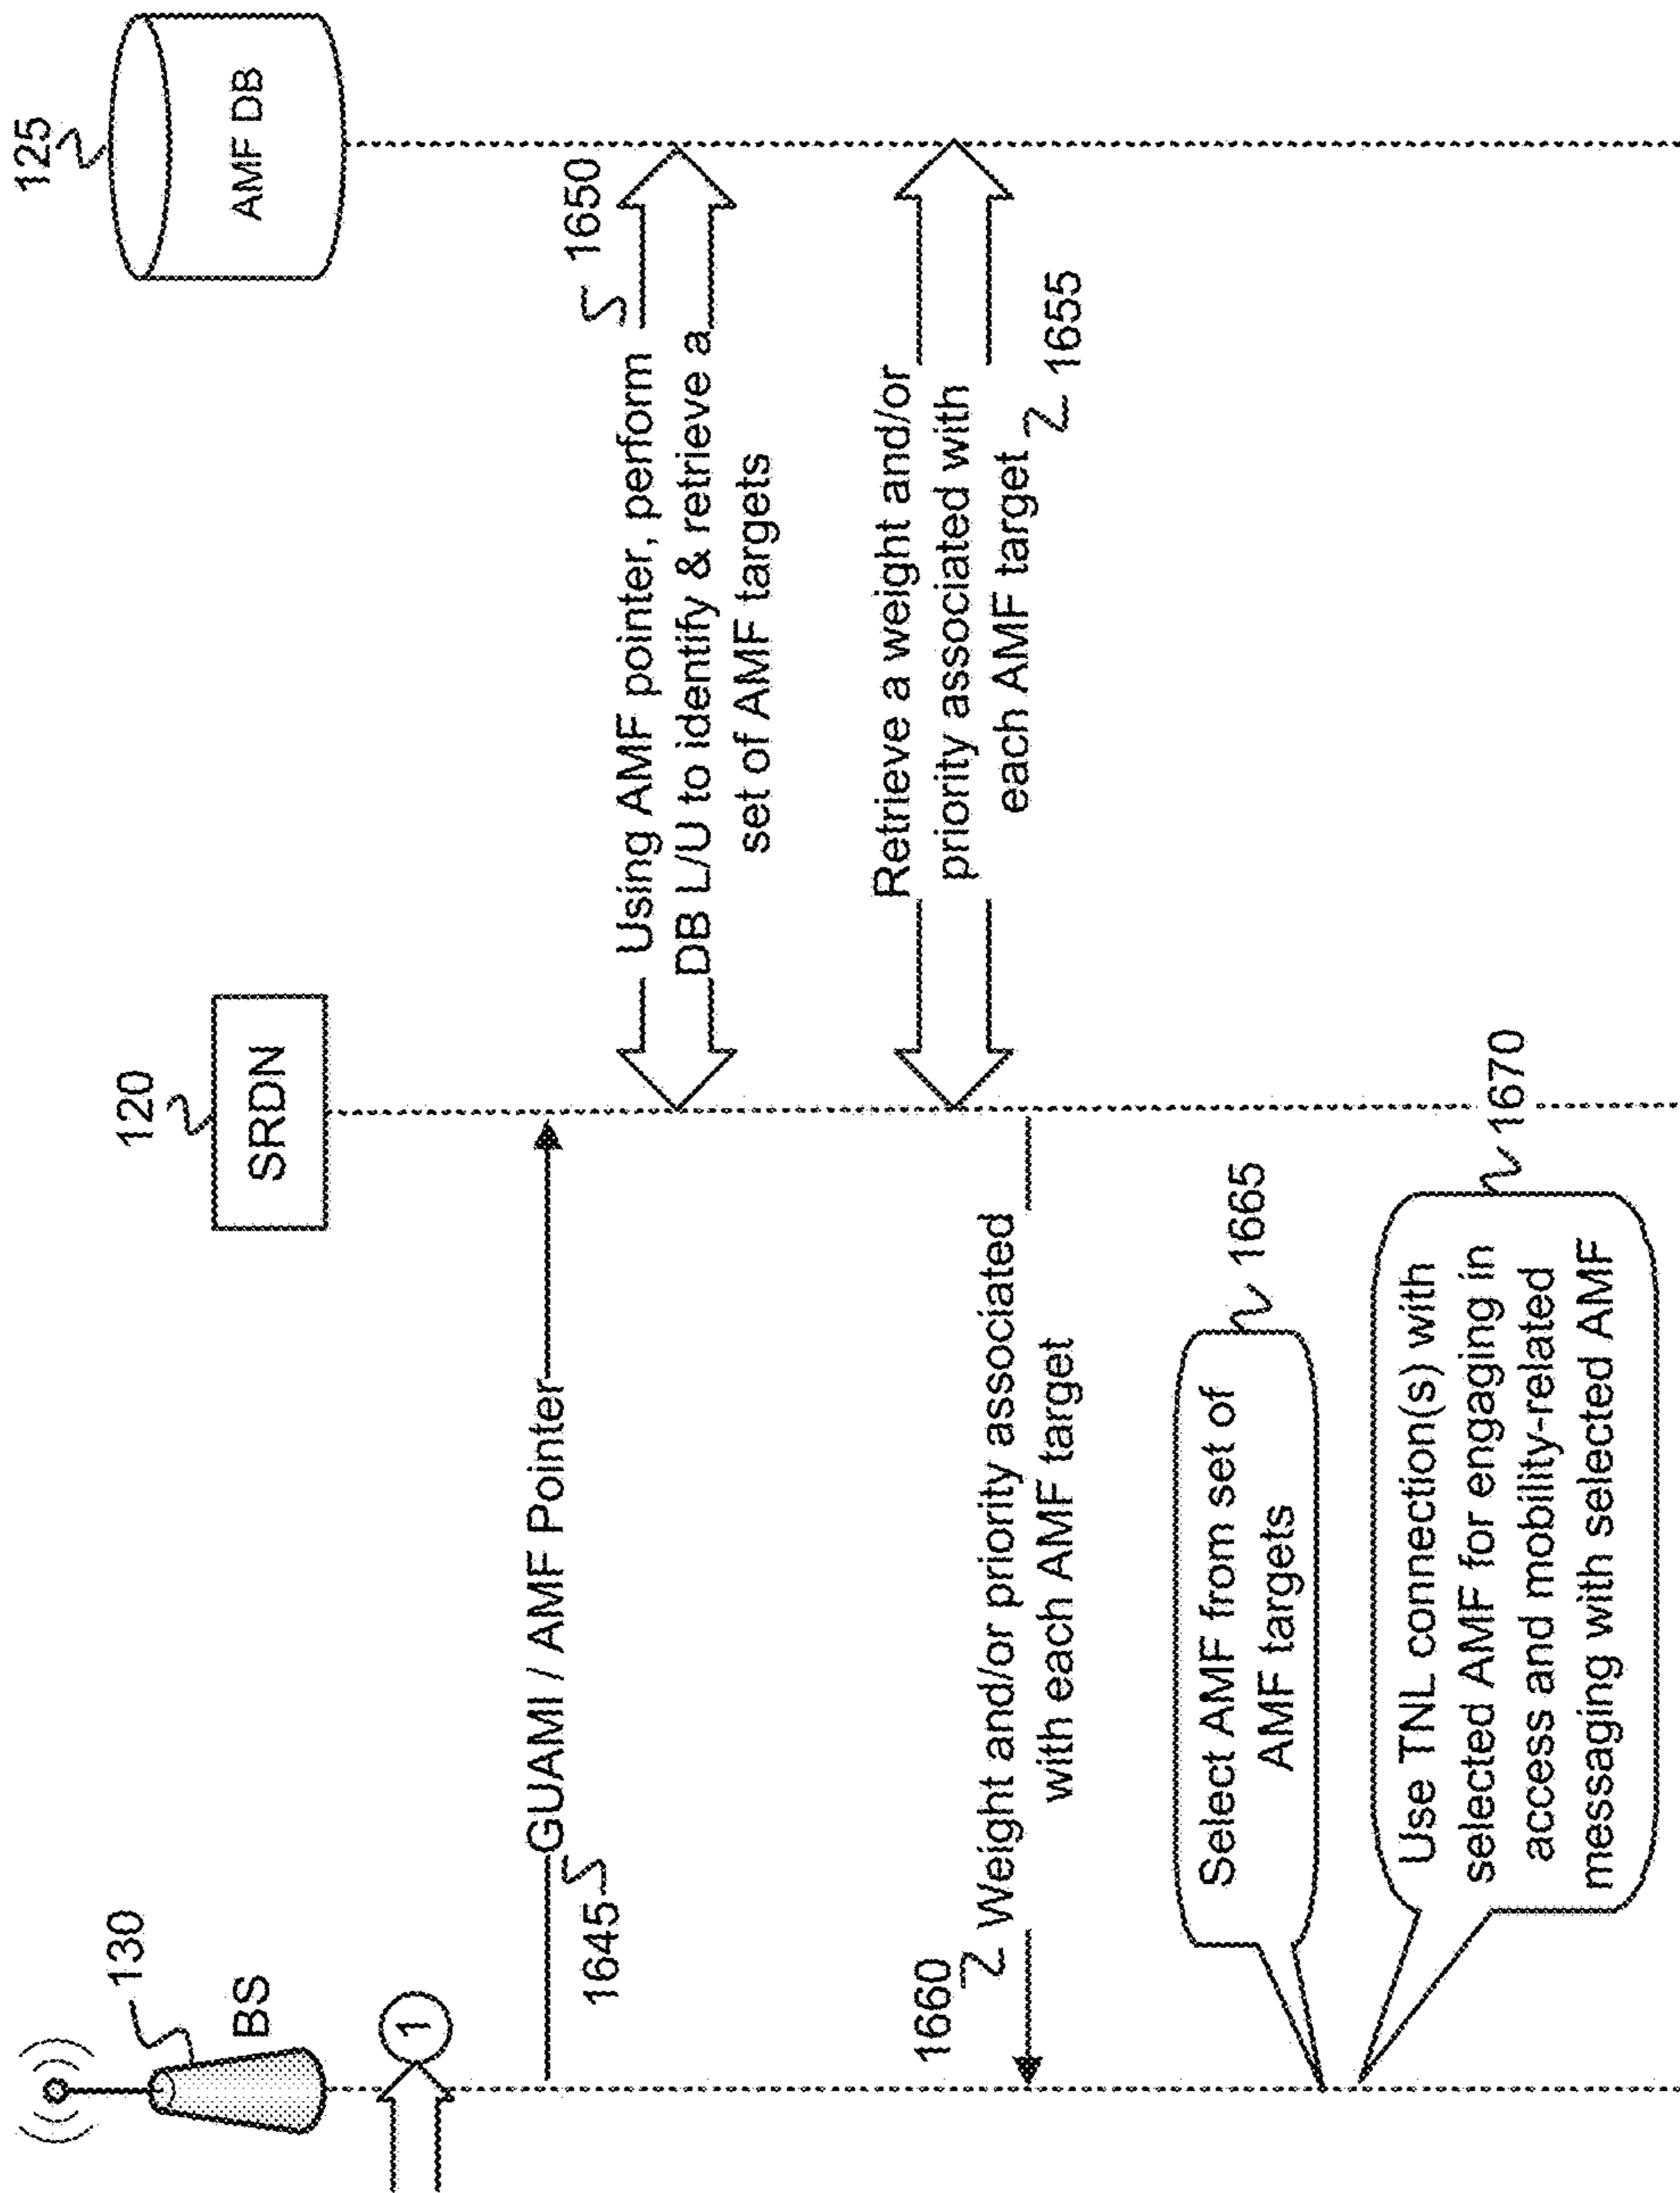 130
BS
120
SRDN
125
AMF DB
1
GUAMI / AMF Pointer
1645
Using AMF pointer, perform
DB L/U to identify & retrieve a
set of AMF targets
1650
Retrieve a weight and/or
priority associated with
each AMF target
1655
1660
Weight and/or priority associated
with each AMF target
Select AMF from set of
AMF targets
1665
Use TNL connection(s) with
selected AMF for engaging in
access and mobility-related
messaging with selected AMF
1670